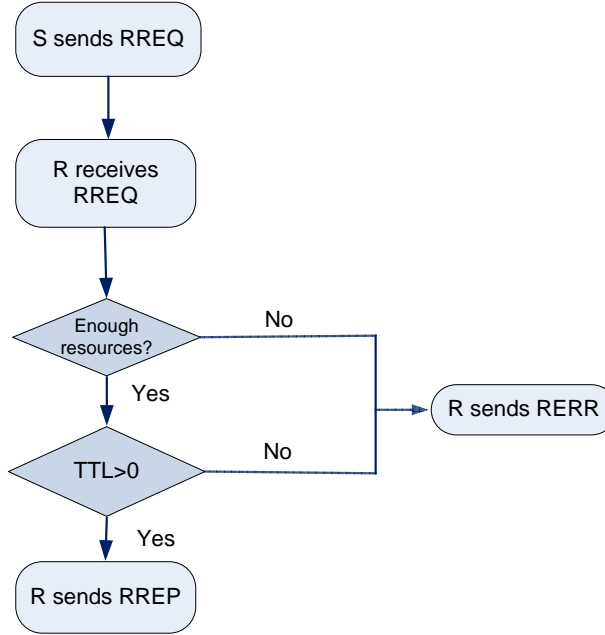 S sends RREQ
R receives
RREQ
Enough
resources?
No
Yes
R sends RERR
TTL>0
No
Yes
R sends RREP